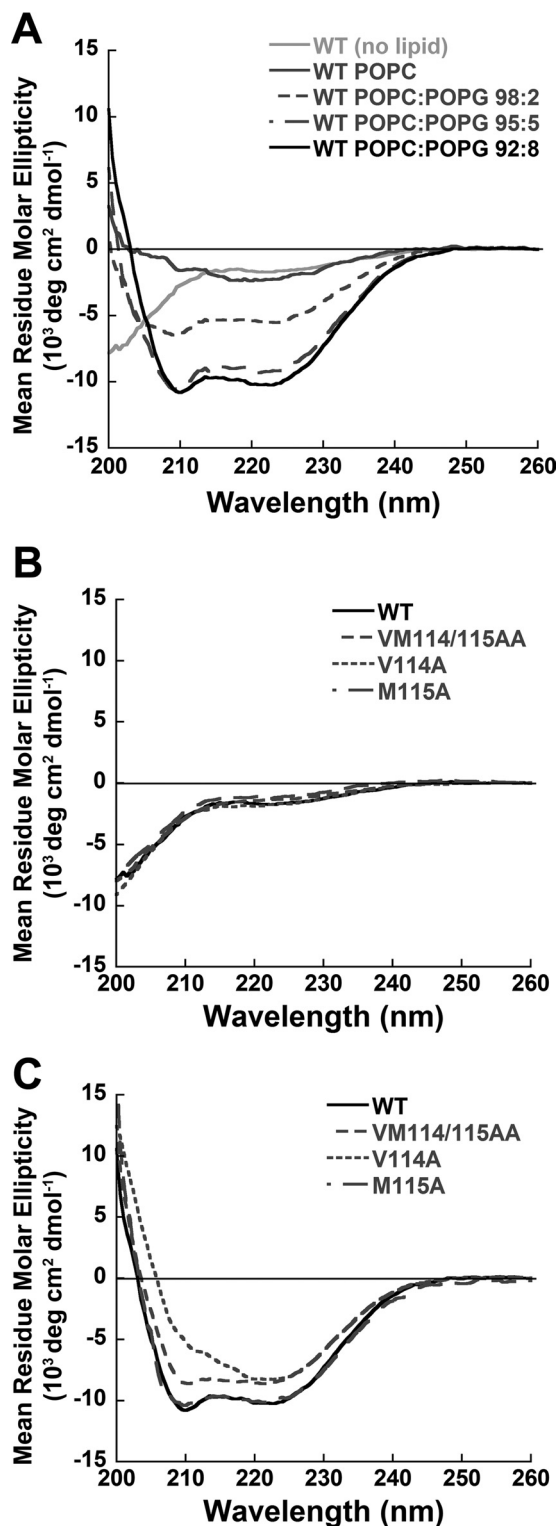 A
WT (no lipid)
WT POPC
WT POPC:POPG 98:2
WT POPC:POPG 95:5
WT POPC:POPG 92:8
Mean Residue Molar Ellipticity
(10³ deg cm² dmol⁻¹)
15
10
5
0
-5
-10
-15
200 210 220 230 240 250 260
Wavelength (nm)
B
WT
VM114/115AA
V114A
M115A
Mean Residue Molar Ellipticity
(10³ deg cm² dmol⁻¹)
15
10
5
0
-5
-10
-15
200 210 220 230 240 250 260
Wavelength (nm)
C
WT
VM114/115AA
V114A
M115A
Mean Residue Molar Ellipticity
(10³ deg cm² dmol⁻¹)
15
10
5
0
-5
-10
-15
200 210 220 230 240 250 260
Wavelength (nm)